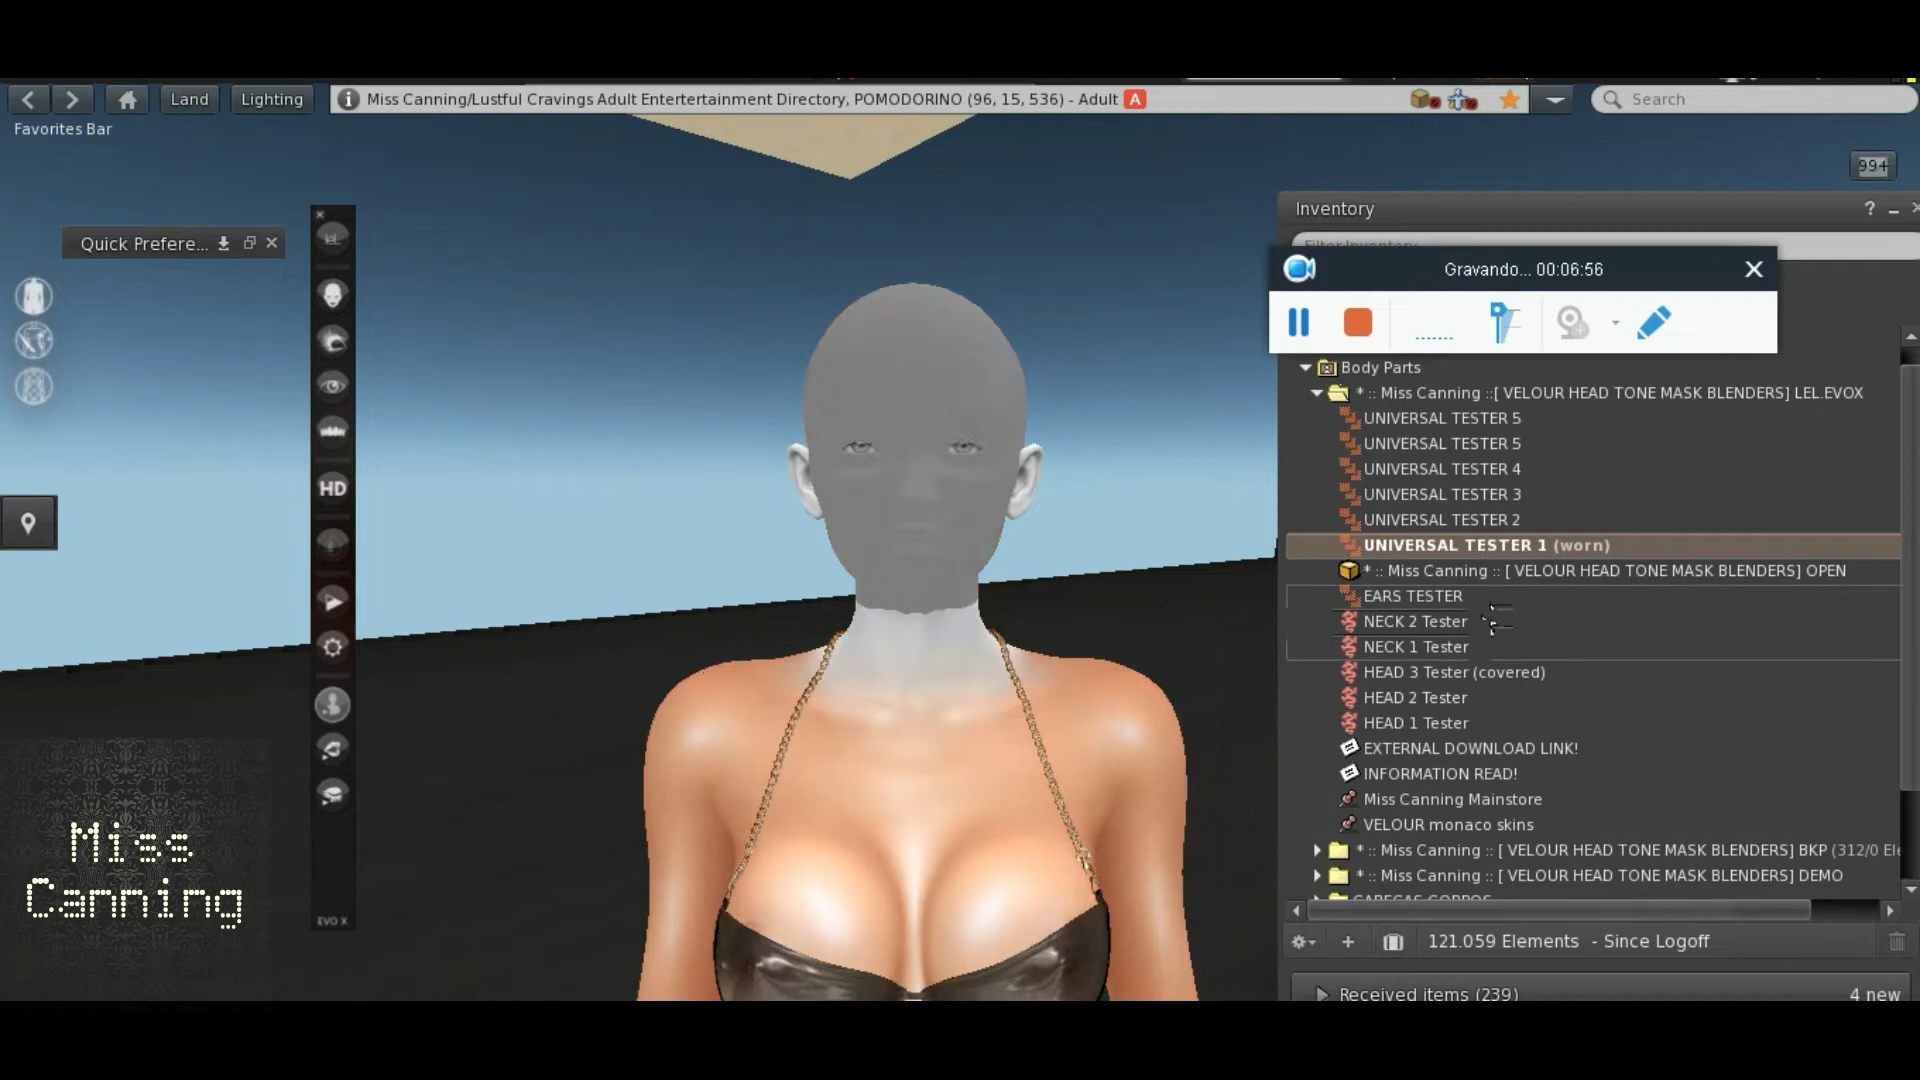 Land
Lighting
Miss Canning/Lustful Cravings Adult Entertertainment Directory, POMODORINO (96, 15, 536) - Adult A
Search
Favorites Bar
99+
Inventory
?
Quick Prefere...
Filter Inventory
Gravando... 00:06:56
HD
EVO X
Body Parts
* :: Miss Canning ::[ VELOUR HEAD TONE MASK BLENDERS] LEL.EVOX
UNIVERSAL TESTER 5
UNIVERSAL TESTER 5
UNIVERSAL TESTER 4
UNIVERSAL TESTER 3
UNIVERSAL TESTER 2
UNIVERSAL TESTER 1 (worn)
* :: Miss Canning :: [ VELOUR HEAD TONE MASK BLENDERS] OPEN
EARS TESTER
NECK 2 Tester
NECK 1 Tester
HEAD 3 Tester (covered)
HEAD 2 Tester
HEAD 1 Tester
EXTERNAL DOWNLOAD LINK!
INFORMATION READ!
Miss Canning Mainstore
VELOUR monaco skins
* :: Miss Canning :: [ VELOUR HEAD TONE MASK BLENDERS] BKP (312/0 Ele
* :: Miss Canning :: [ VELOUR HEAD TONE MASK BLENDERS] DEMO
121.059 Elements - Since Logoff
Received items (239) 4 new
Miss
Canning